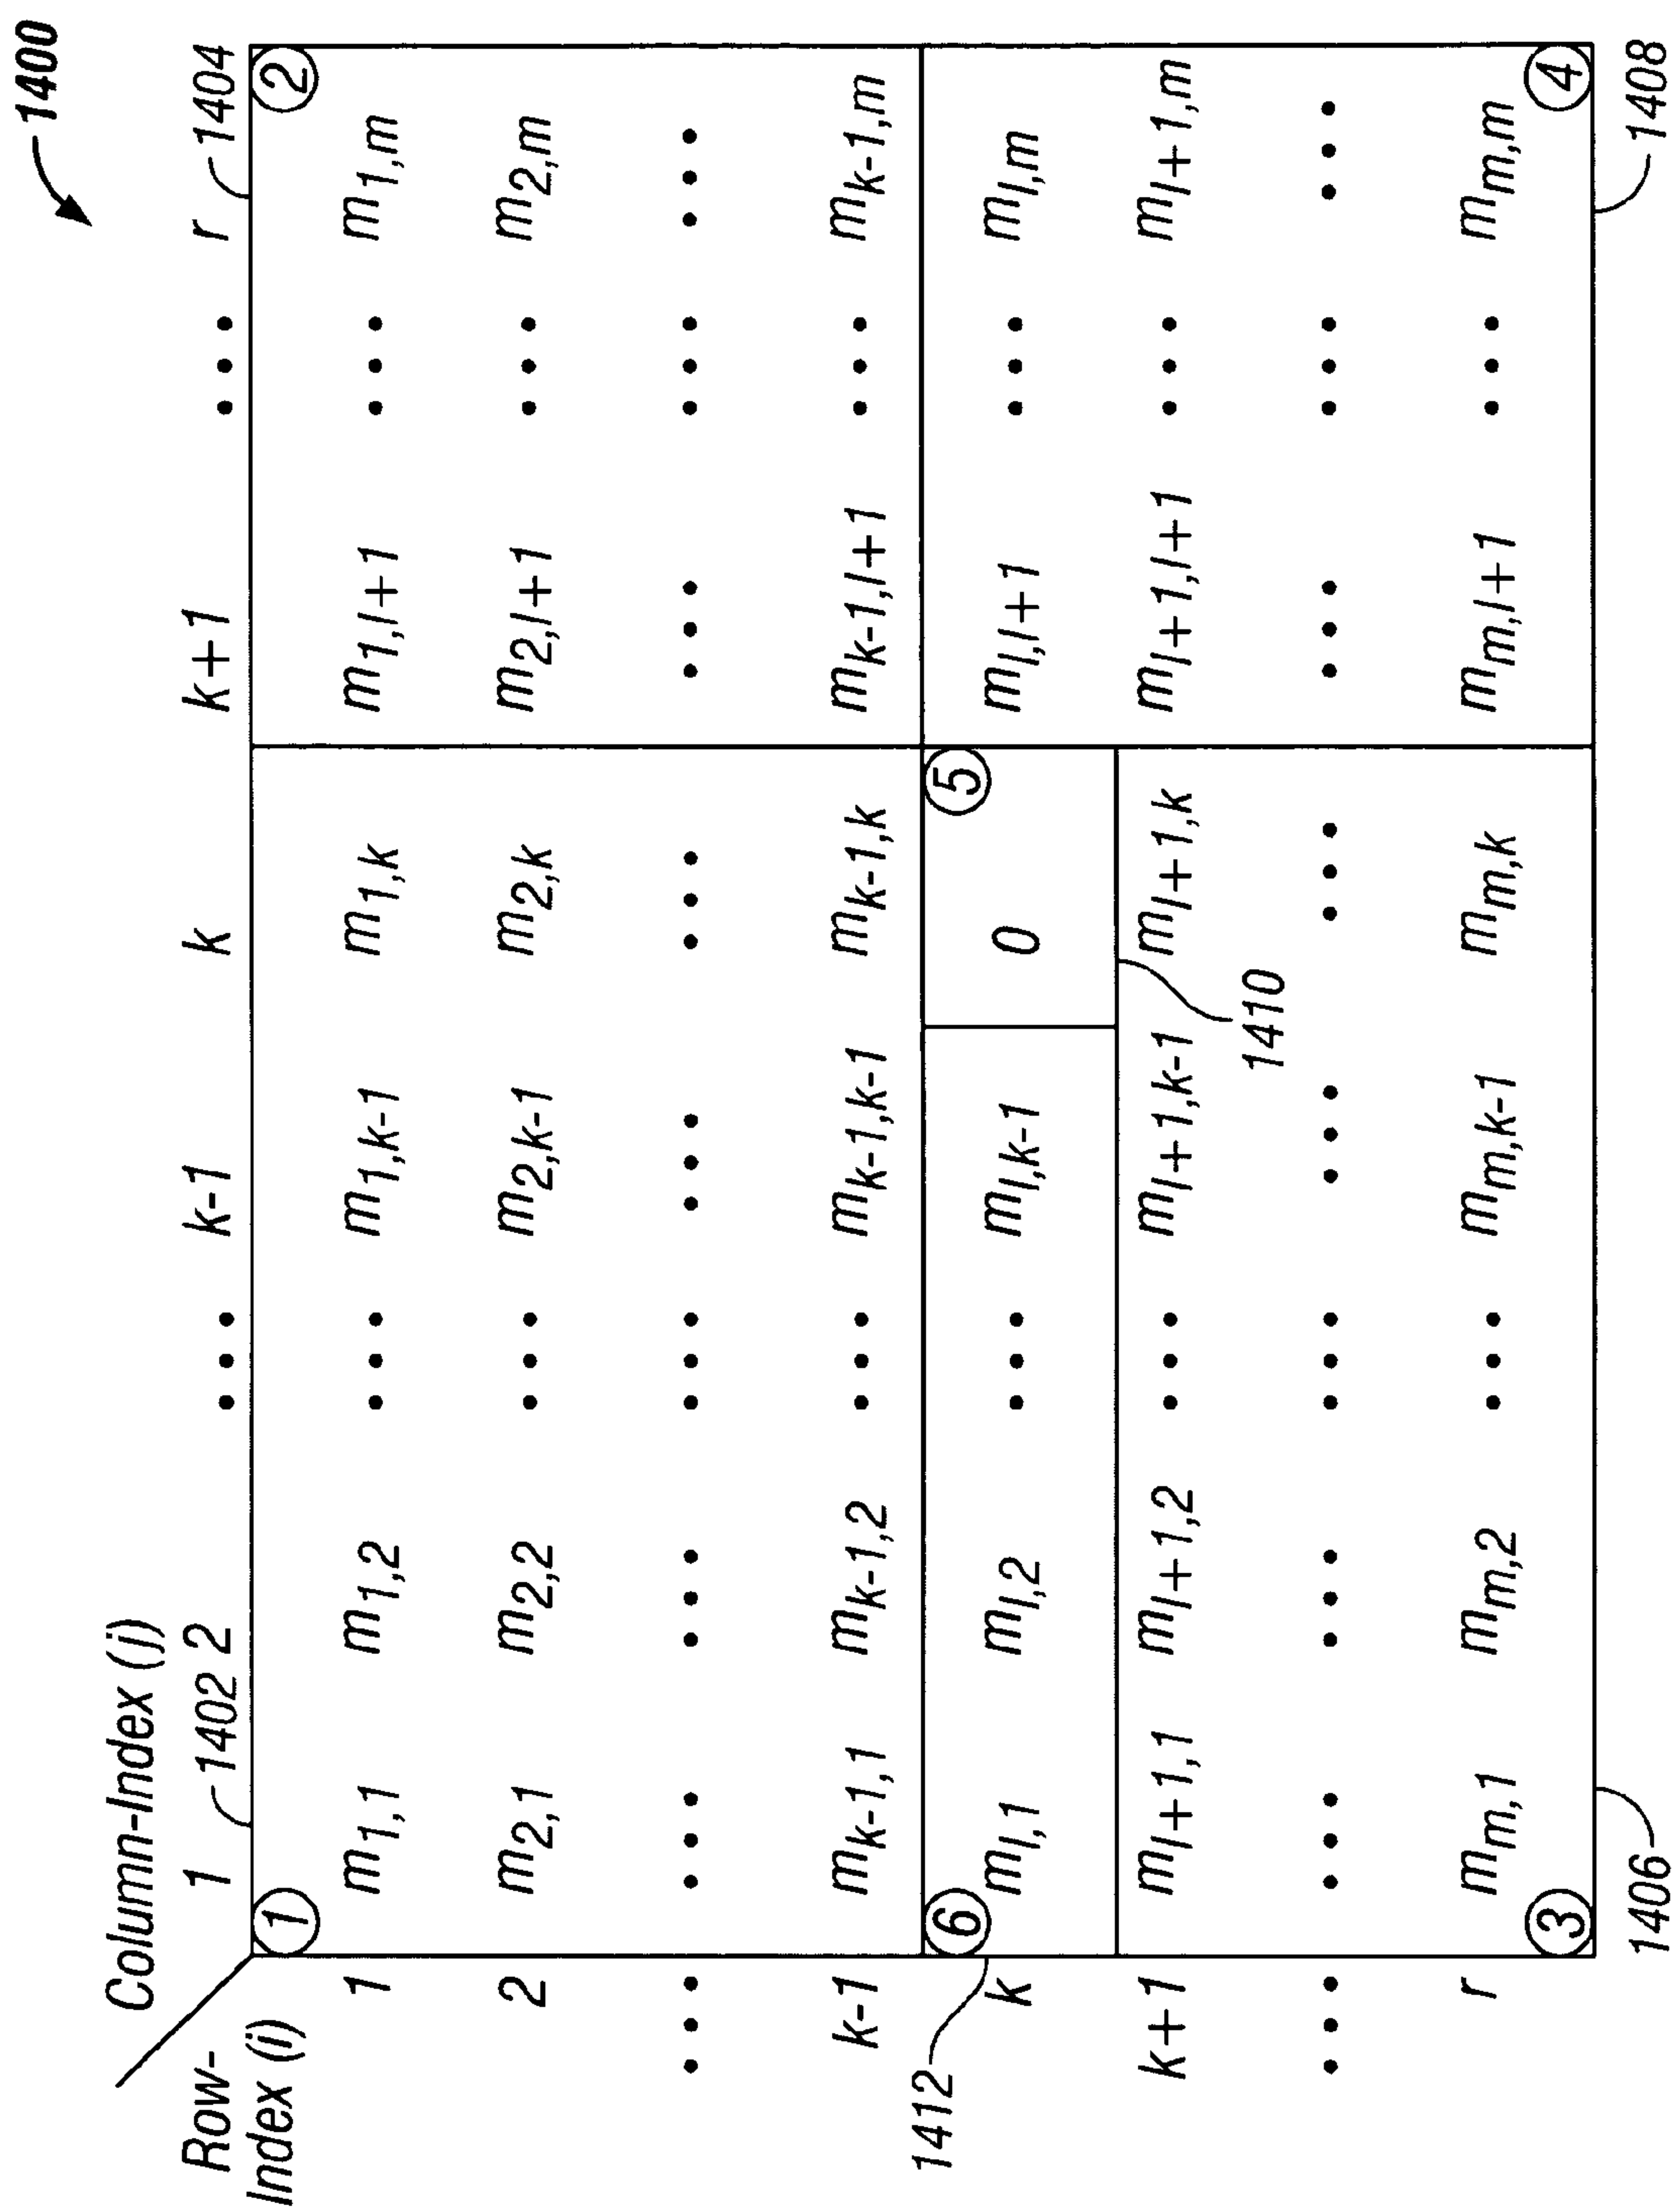 1400
Column-Index (j)
Row-
Index (i)
1 1402 2 ••• k-1 k k+1 ••• r 1404
① ②
1 m1,1 m1,2 ••• m1,k-1 m1,k m1,l+1 ••• m1,m
2 m2,1 m2,2 ••• m2,k-1 m2,k m2,l+1 ••• m2,m
••• ••• ••• ••• ••• ••• ••• ••• •••
k-1 mk-1,1 mk-1,2 ••• mk-1,k-1 mk-1,k mk-1,l+1 ••• mk-1,m
1412 ⑥ ⑤
k ml,1 ml,2 ••• ml,k-1 0 ml,l+1 ••• ml,m
k+1 ml+1,1 ml+1,2 ••• ml+1,k-1 ml+1,k ml+1,l+1 ••• ml+1,m
1410
••• ••• ••• ••• ••• ••• ••• ••• •••
r mm,1 mm,2 ••• mm,k-1 mm,k mm,l+1 ••• mm,m
③ ④
1406 1408